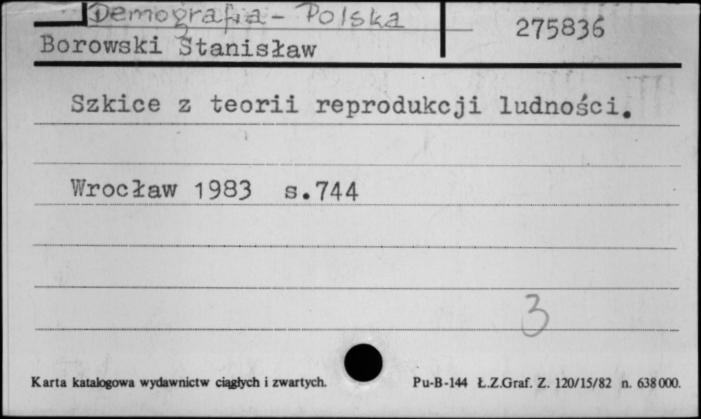 Demografia - Polska
275836
Borowski Stanisław
Szkice z teorii reprodukcji ludności.
Wrocław 1983 s.744
3
Karta katalogowa wydawnictw ciągłych i zwartych. Pu-B-144 Ł.Z.Graf. Z. 120/15/82 n. 638000.